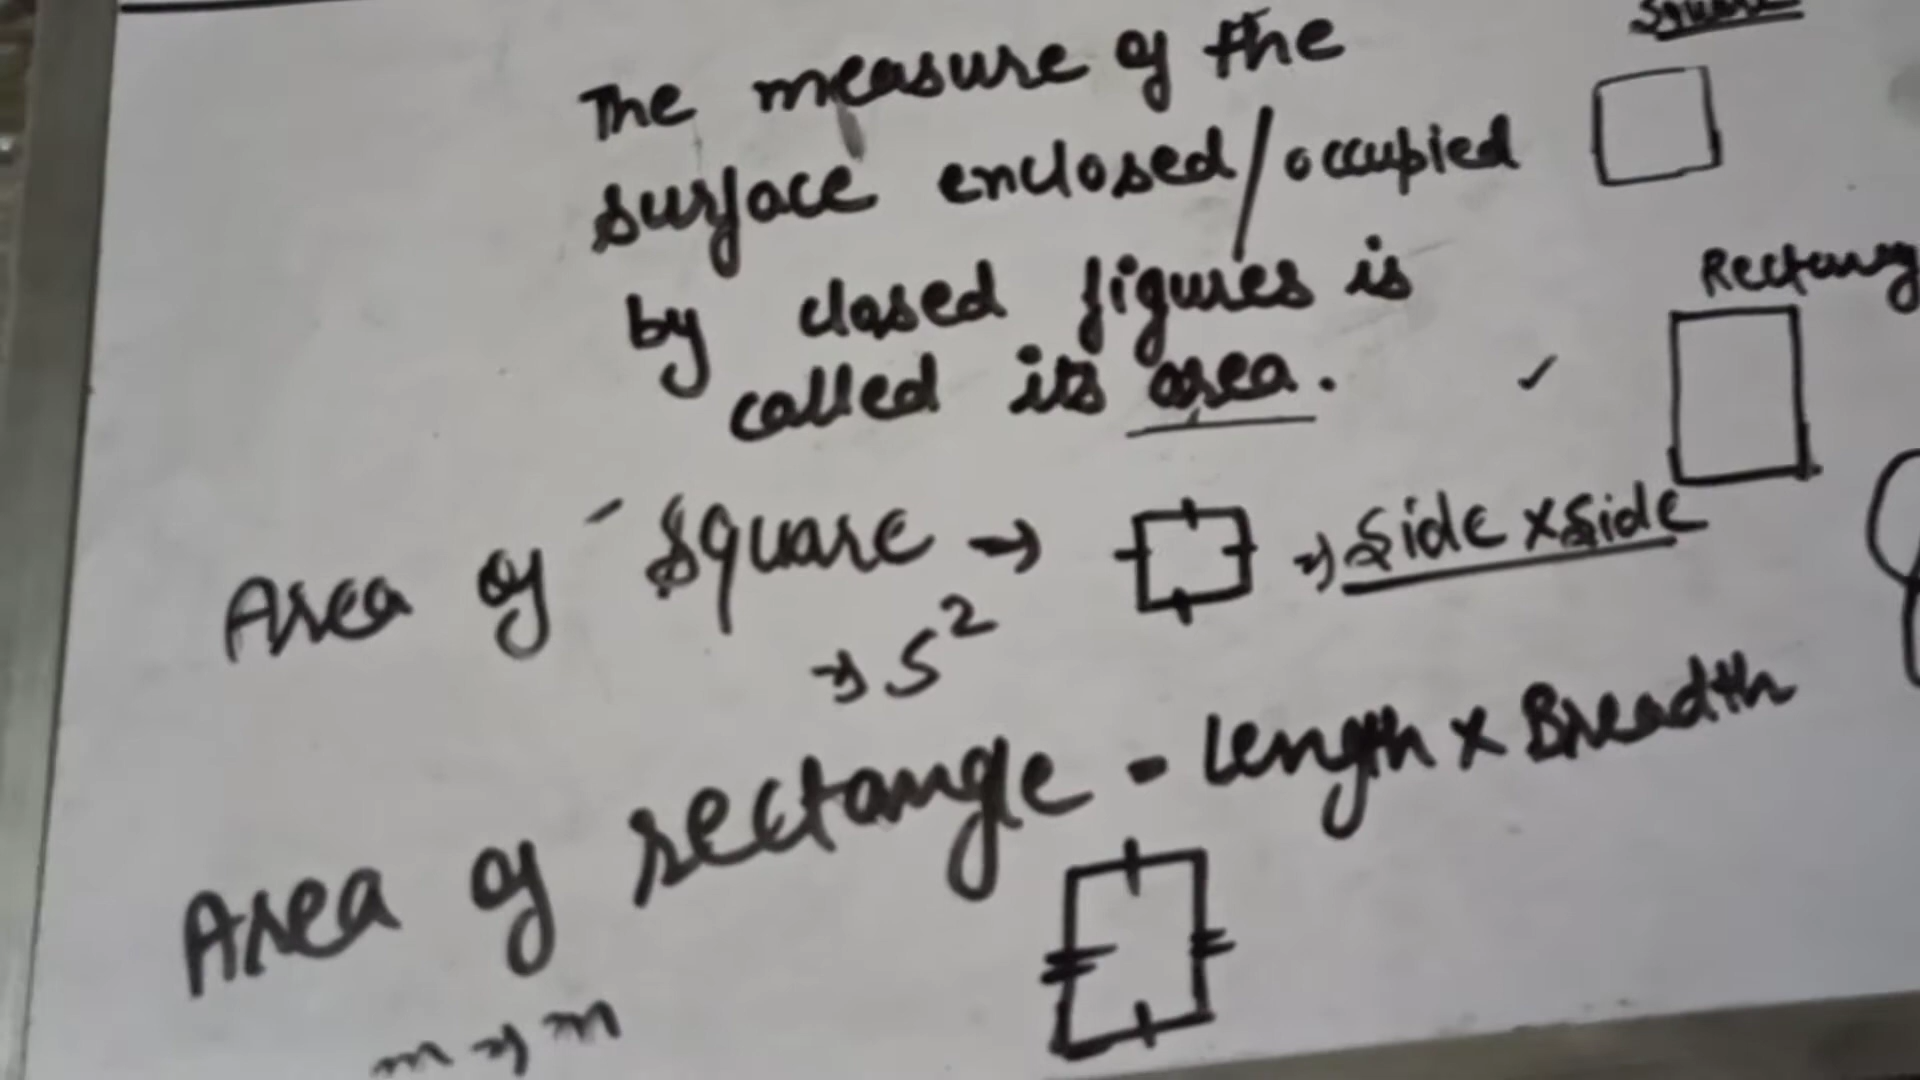 Square
The measure of the
surface enclosed/occupied
by closed figures is
called its area.
Rectang
Area of Square → ⇒ Side x Side
⇒ S²
Area of rectangle - Length x Breadth
m ⇒ m